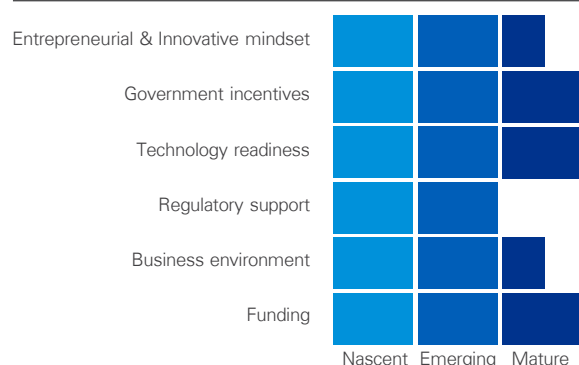 Entrepreneurial & Innovative mindset
Government incentives
Technology readiness
Regulatory support
Business environment
Funding
Nascent Emerging Mature